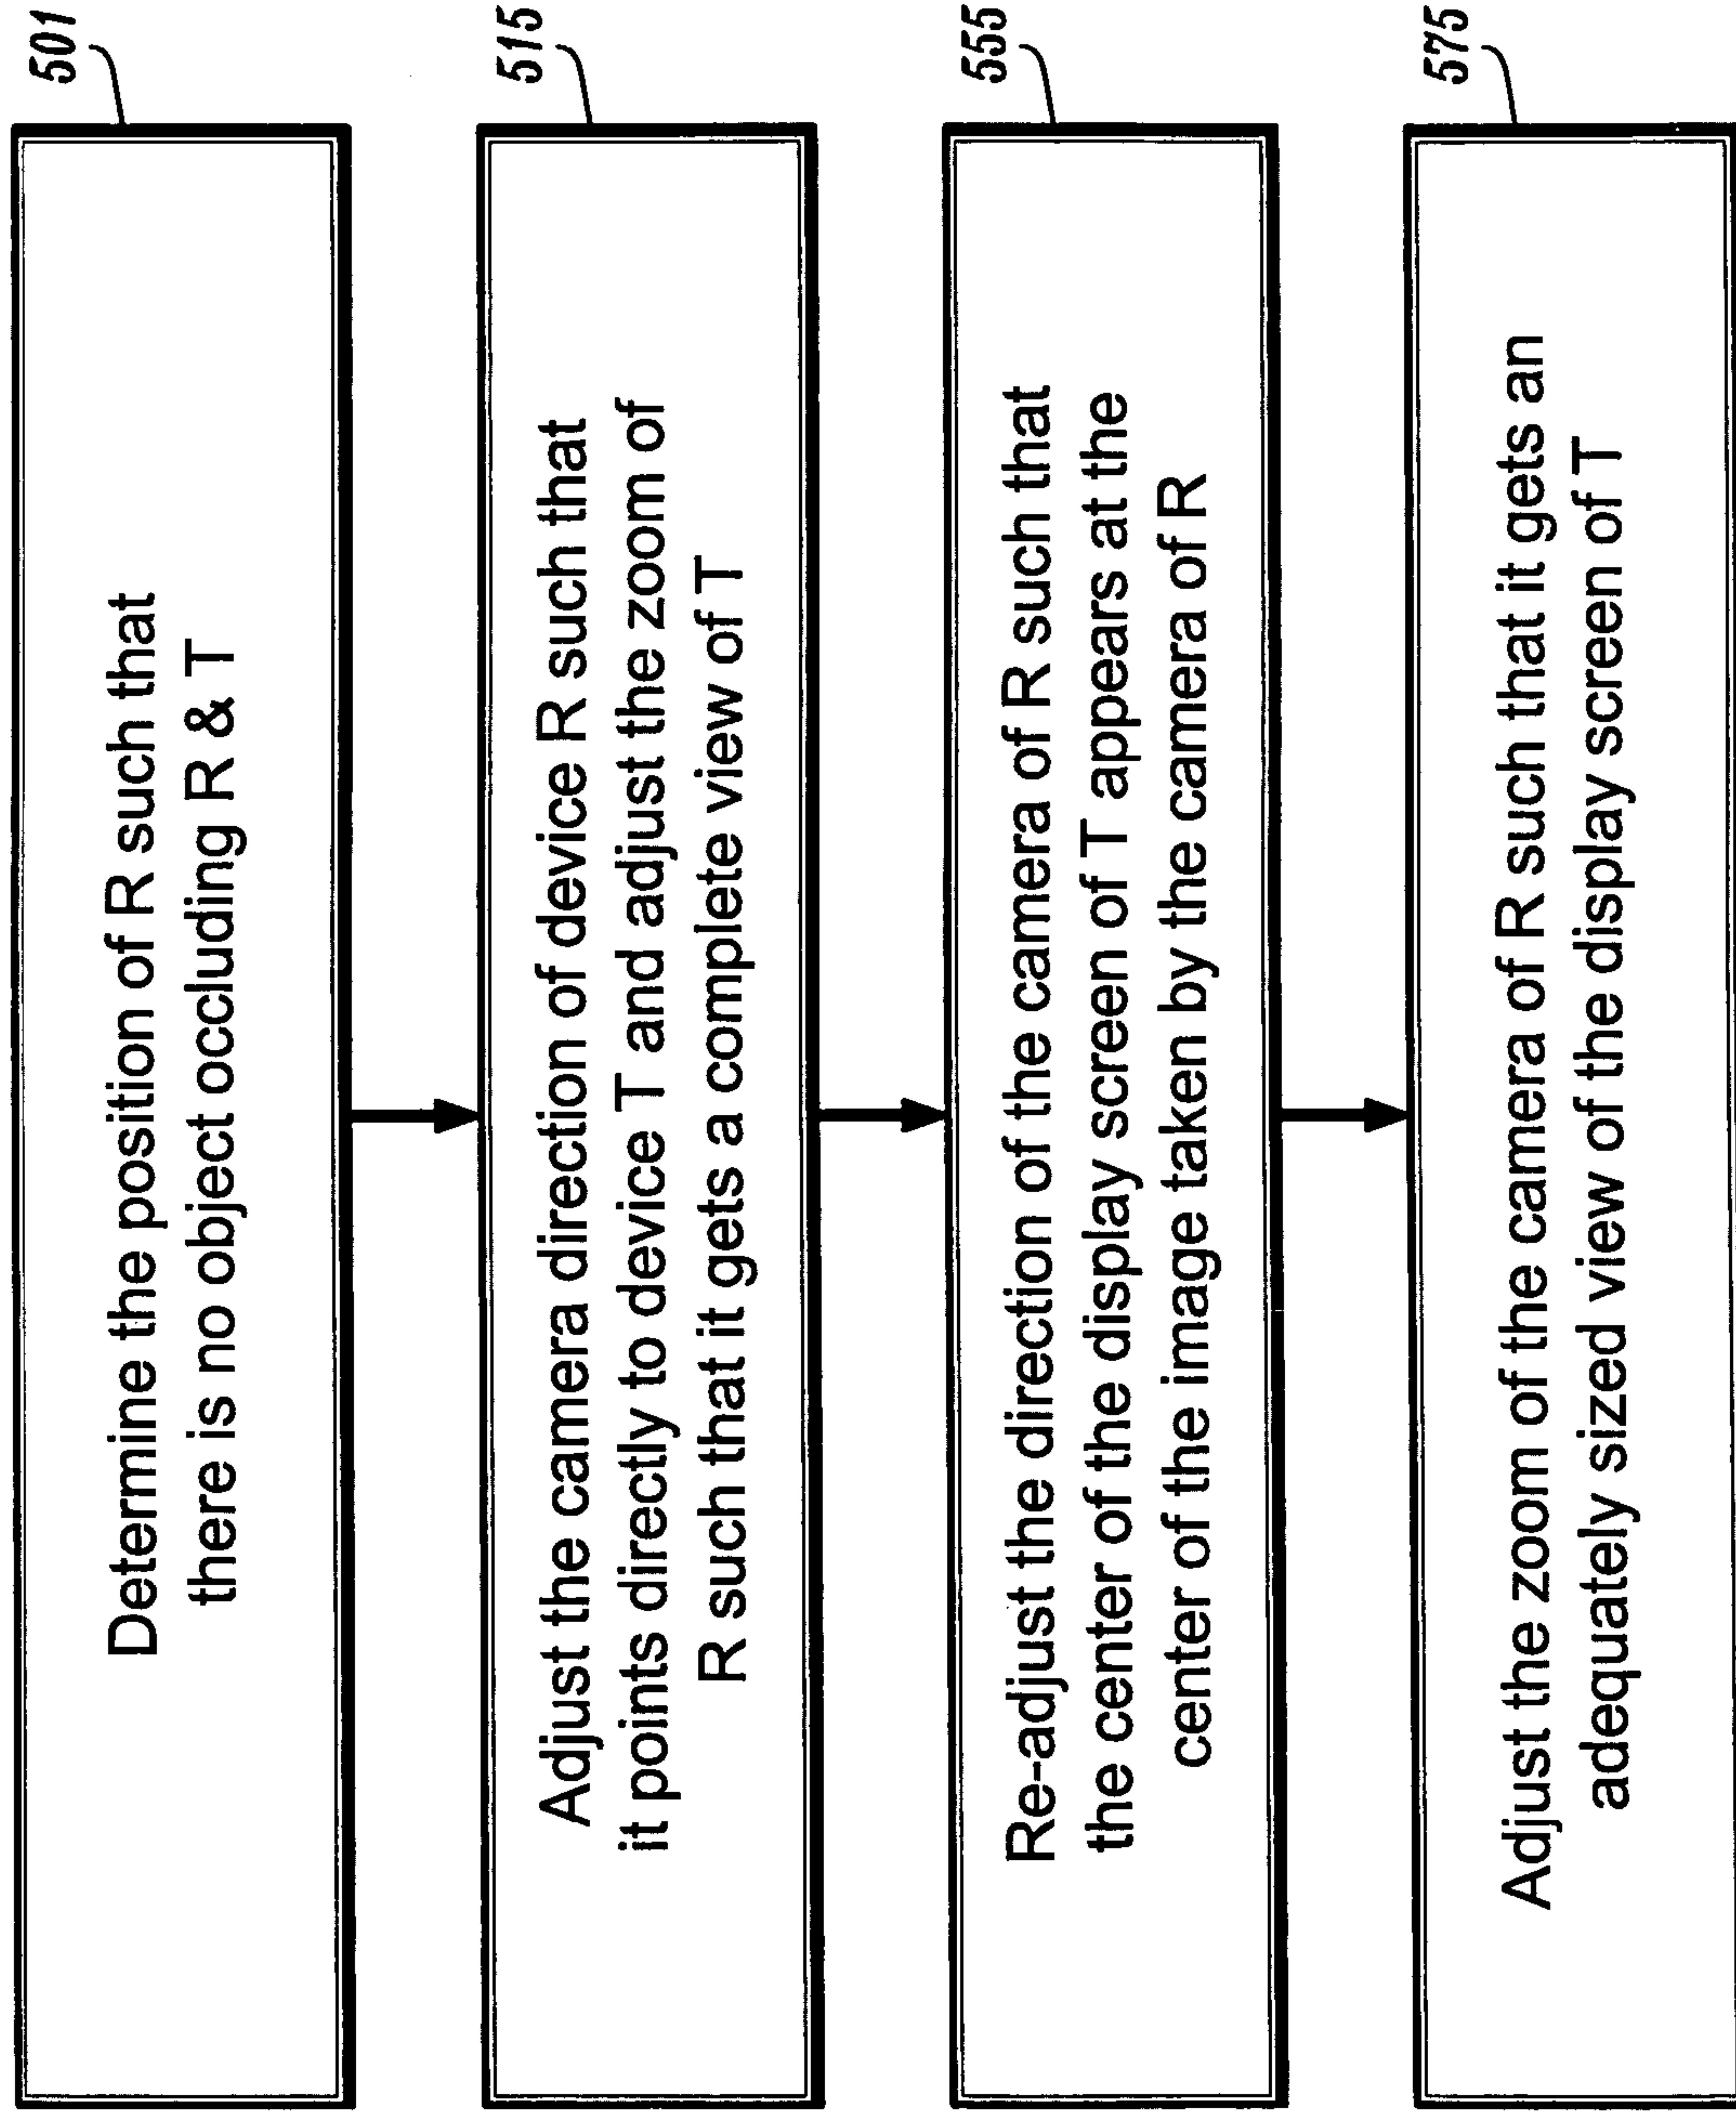 501
Determine the position of R such that
there is no object occluding R & T
515
Adjust the camera direction of device R such that
it points directly to device T and adjust the zoom of
R such that it gets a complete view of T
555
Re-adjust the direction of the camera of R such that
the center of the display screen of T appears at the
center of the image taken by the camera of R
575
Adjust the zoom of the camera of R such that it gets an
adequately sized view of the display screen of T